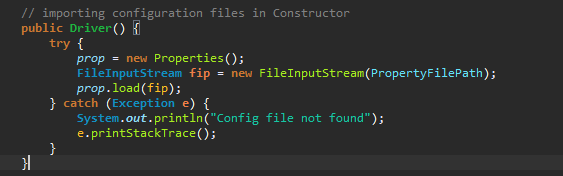 // importing configuration files in Constructor
public Driver() {
try {
prop = new Properties();
FileInputStream fip = new FileInputStream(PropertyFilePath);
prop.load(fip);
} catch (Exception e) {
System.out.println("Config file not found");
e.printStackTrace();
}
}